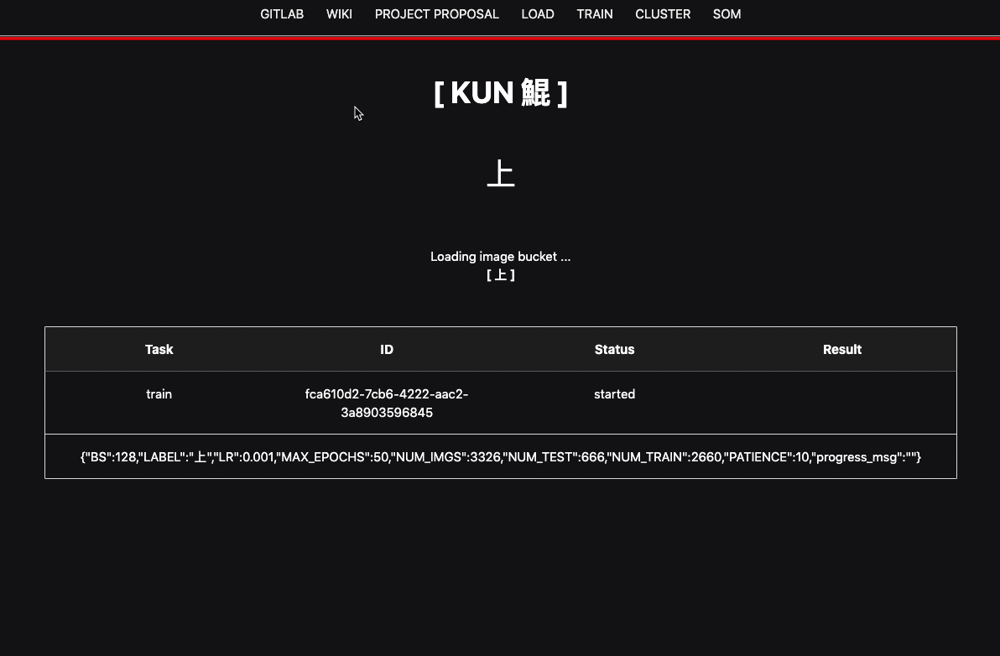 GITLAB WIKI PROJECT PROPOSAL LOAD TRAIN CLUSTER SOM
[ KUN 鯤 ]
上
Loading image bucket ...
[ 上 ]
Task ID Status Result
train fca610d2-7cb6-4222-aac2- started
3a8903596845
{"BS":128,"LABEL":"上","LR":0.001,"MAX_EPOCHS":50,"NUM_IMGS":3326,"NUM_TEST":666,"NUM_TRAIN":2660,"PATIENCE":10,"progress_msg":""}